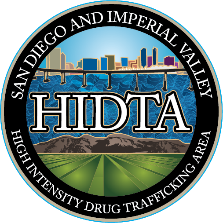 SAN DIEGO AND IMPERIAL VALLEY
HIDTA
HIGH INTENSITY DRUG TRAFFICKING AREA